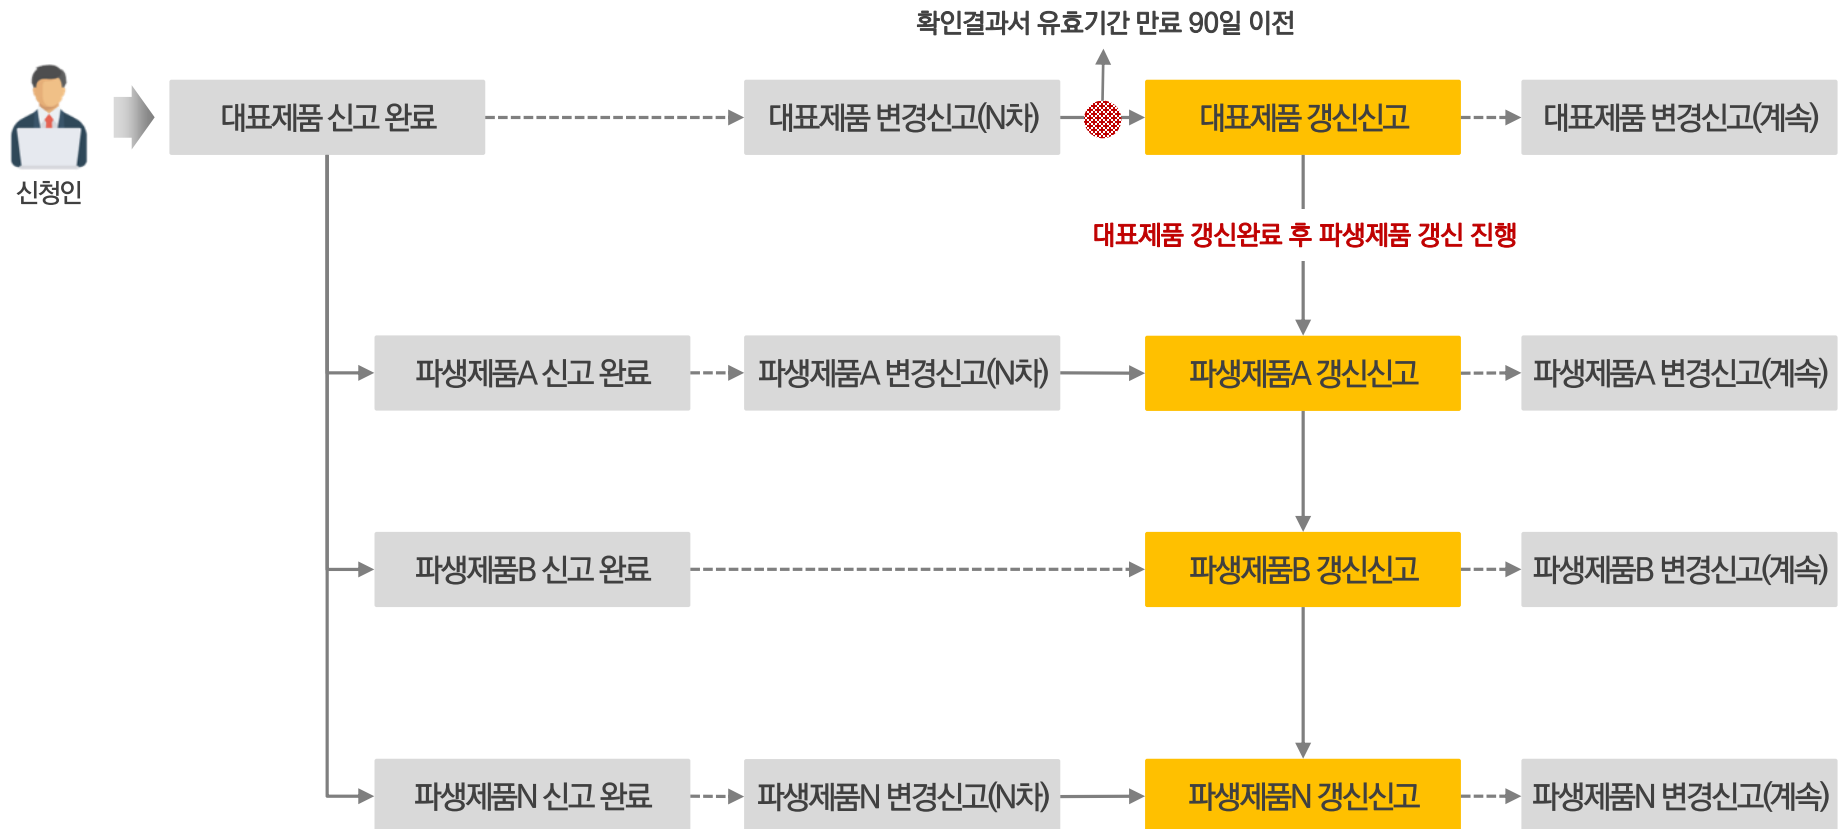 확인결과서 유효기간 만료 90일 이전
신청인
대표제품 신고 완료
대표제품 변경신고(N차)
대표제품 갱신신고
대표제품 변경신고(계속)
대표제품 갱신완료 후 파생제품 갱신 진행
파생제품A 신고 완료
파생제품A 변경신고(N차)
파생제품A 갱신신고
파생제품A 변경신고(계속)
파생제품B 신고 완료
파생제품B 갱신신고
파생제품B 변경신고(계속)
파생제품N 신고 완료
파생제품N 변경신고(N차)
파생제품N 갱신신고
파생제품N 변경신고(계속)